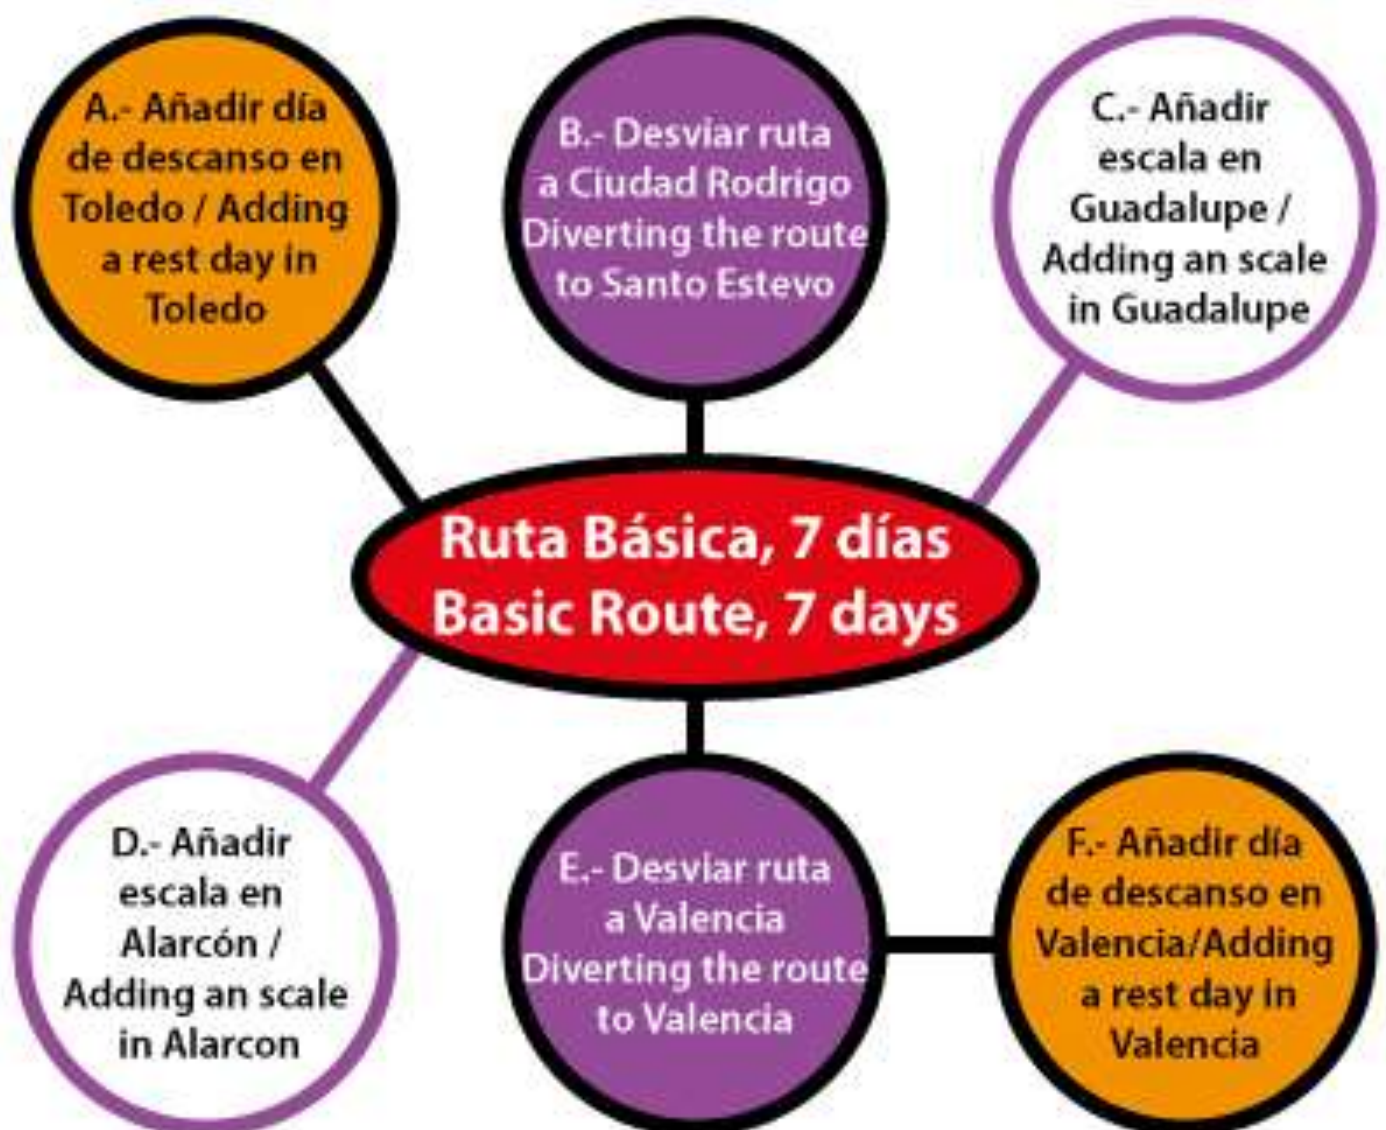 A.- Añadir día
de descanso en
Toledo / Adding
a rest day in
Toledo
B.- Desviar ruta
a Ciudad Rodrigo
Diverting the route
to Santo Estevo
C.- Añadir
escala en
Guadalupe /
Adding an scale
in Guadalupe
Ruta Básica, 7 días
Basic Route, 7 days
D.- Añadir
escala en
Alarcón /
Adding an scale
in Alarcon
E.- Desviar ruta
a Valencia
Diverting the route
to Valencia
F.- Añadir día
de descanso en
Valencia/Adding
a rest day in
Valencia